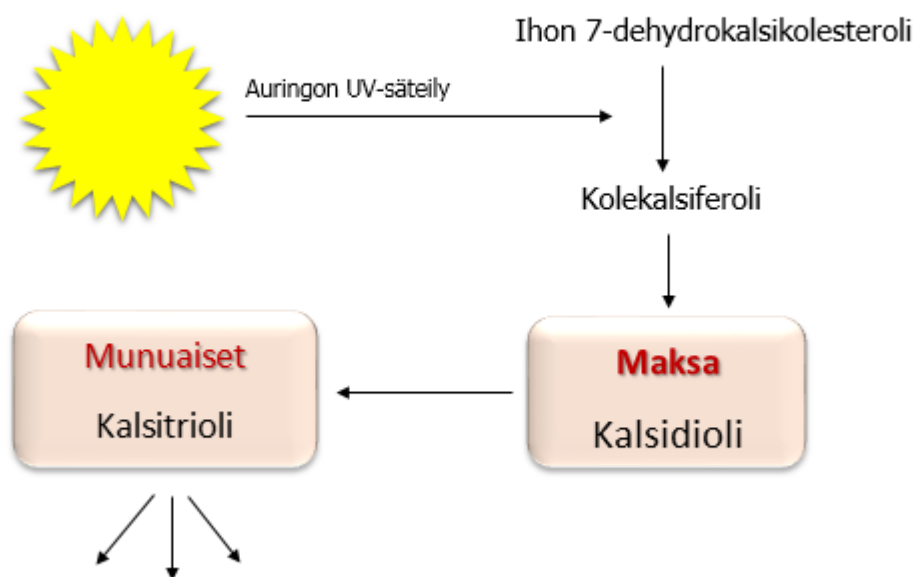 Ihon 7-dehydrokalsikolesteroli
Auringon UV-säteily
Kolekalsiferoli
Munuaiset
Kalsitrioli
Maksa
Kalsidioli